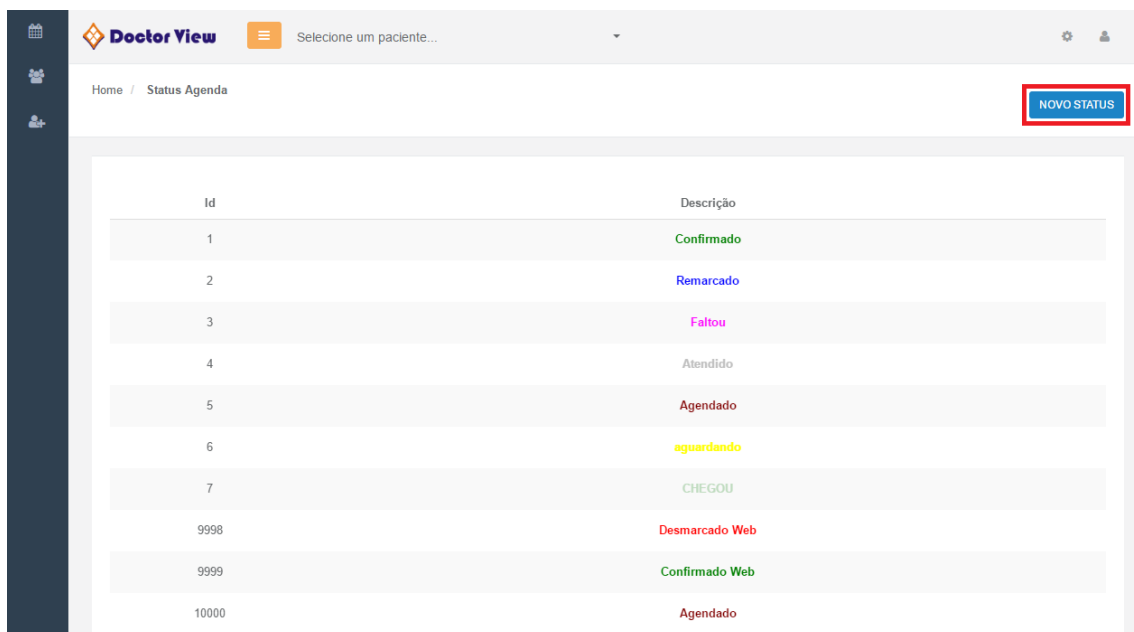 Doctor View Selecione um paciente...
Home / Status Agenda
NOVO STATUS
Id Descrição
1 Confirmado
2 Remarcado
3 Faltou
4 Atendido
5 Agendado
6 aguardando
7 CHEGOU
9998 Desmarcado Web
9999 Confirmado Web
10000 Agendado